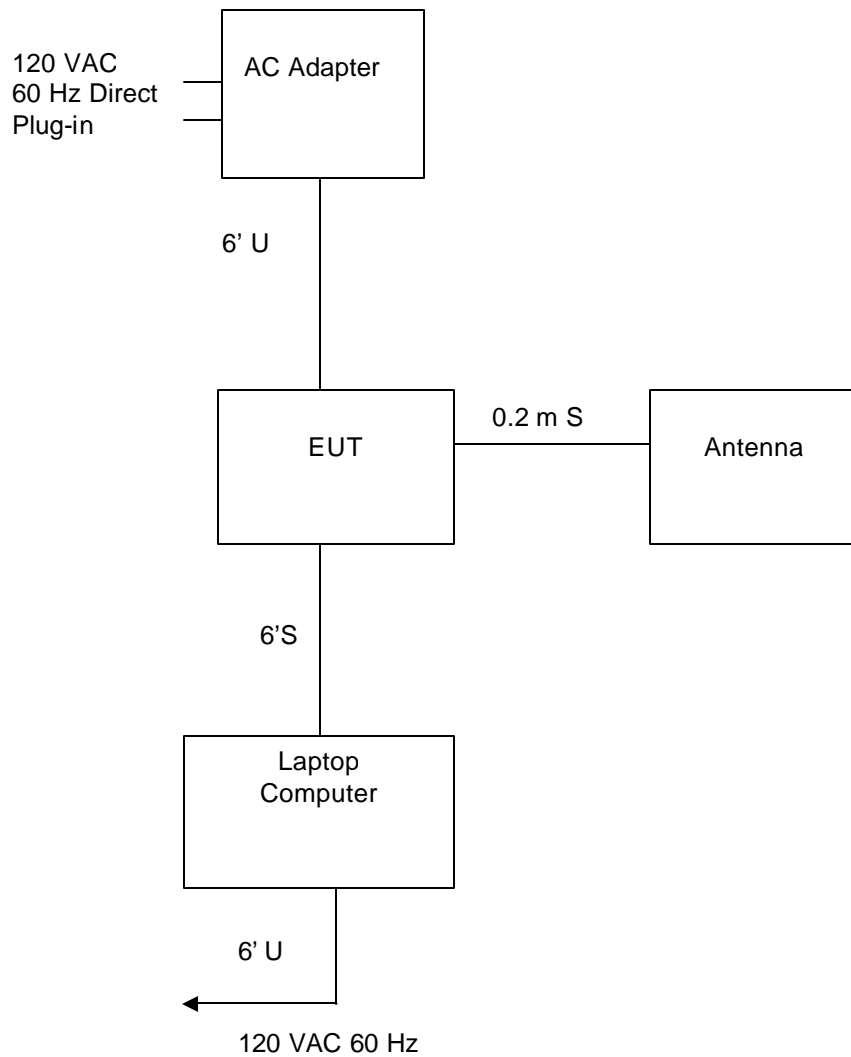 120 VAC
60 Hz Direct
Plug-in
AC Adapter
6’ U
EUT
0.2 m S
Antenna
6’S
Laptop
Computer
6’ U
120 VAC 60 Hz